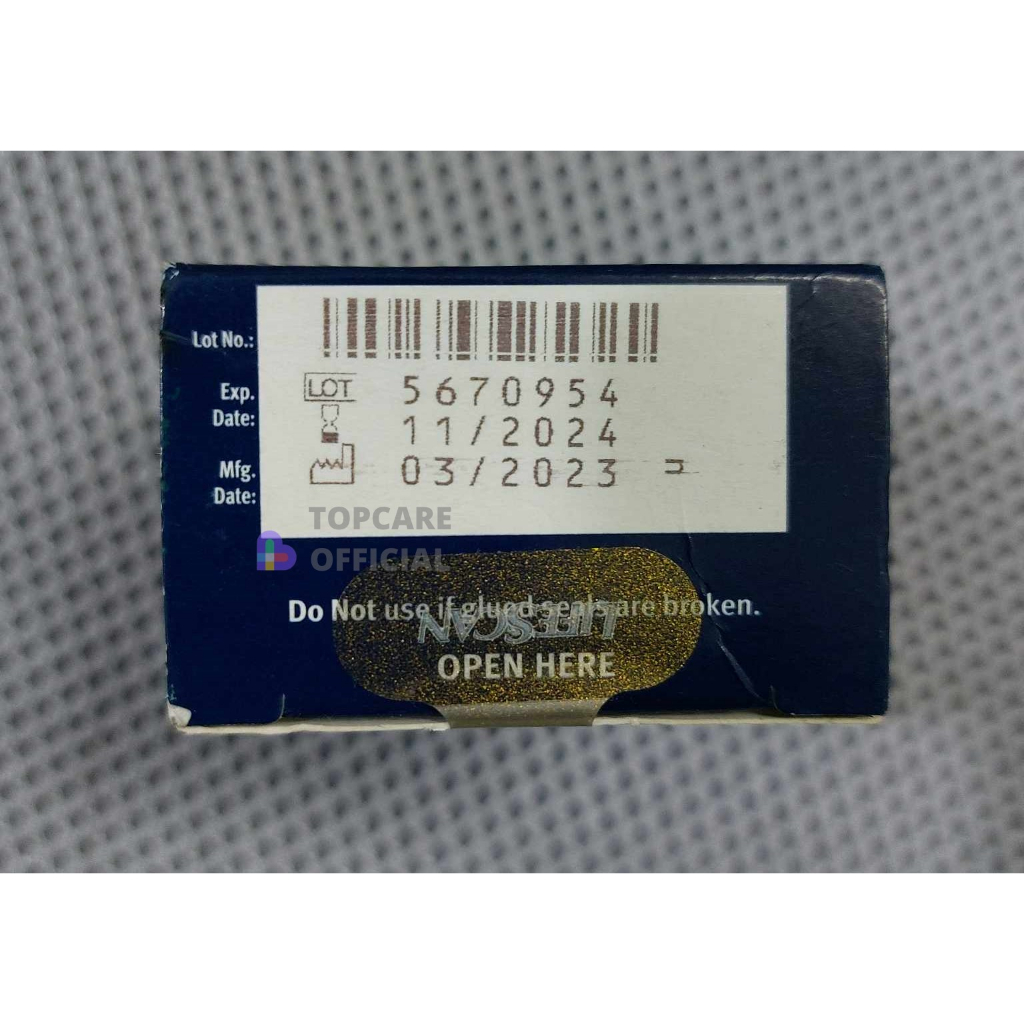 Lot No.:
LOT 5670954
Exp.
Date:
11/2024
Mfg.
Date:
03/2023
TOPCARE
OFFICIAL
Do Not use if glued seals are broken.
LIFESCAN
OPEN HERE